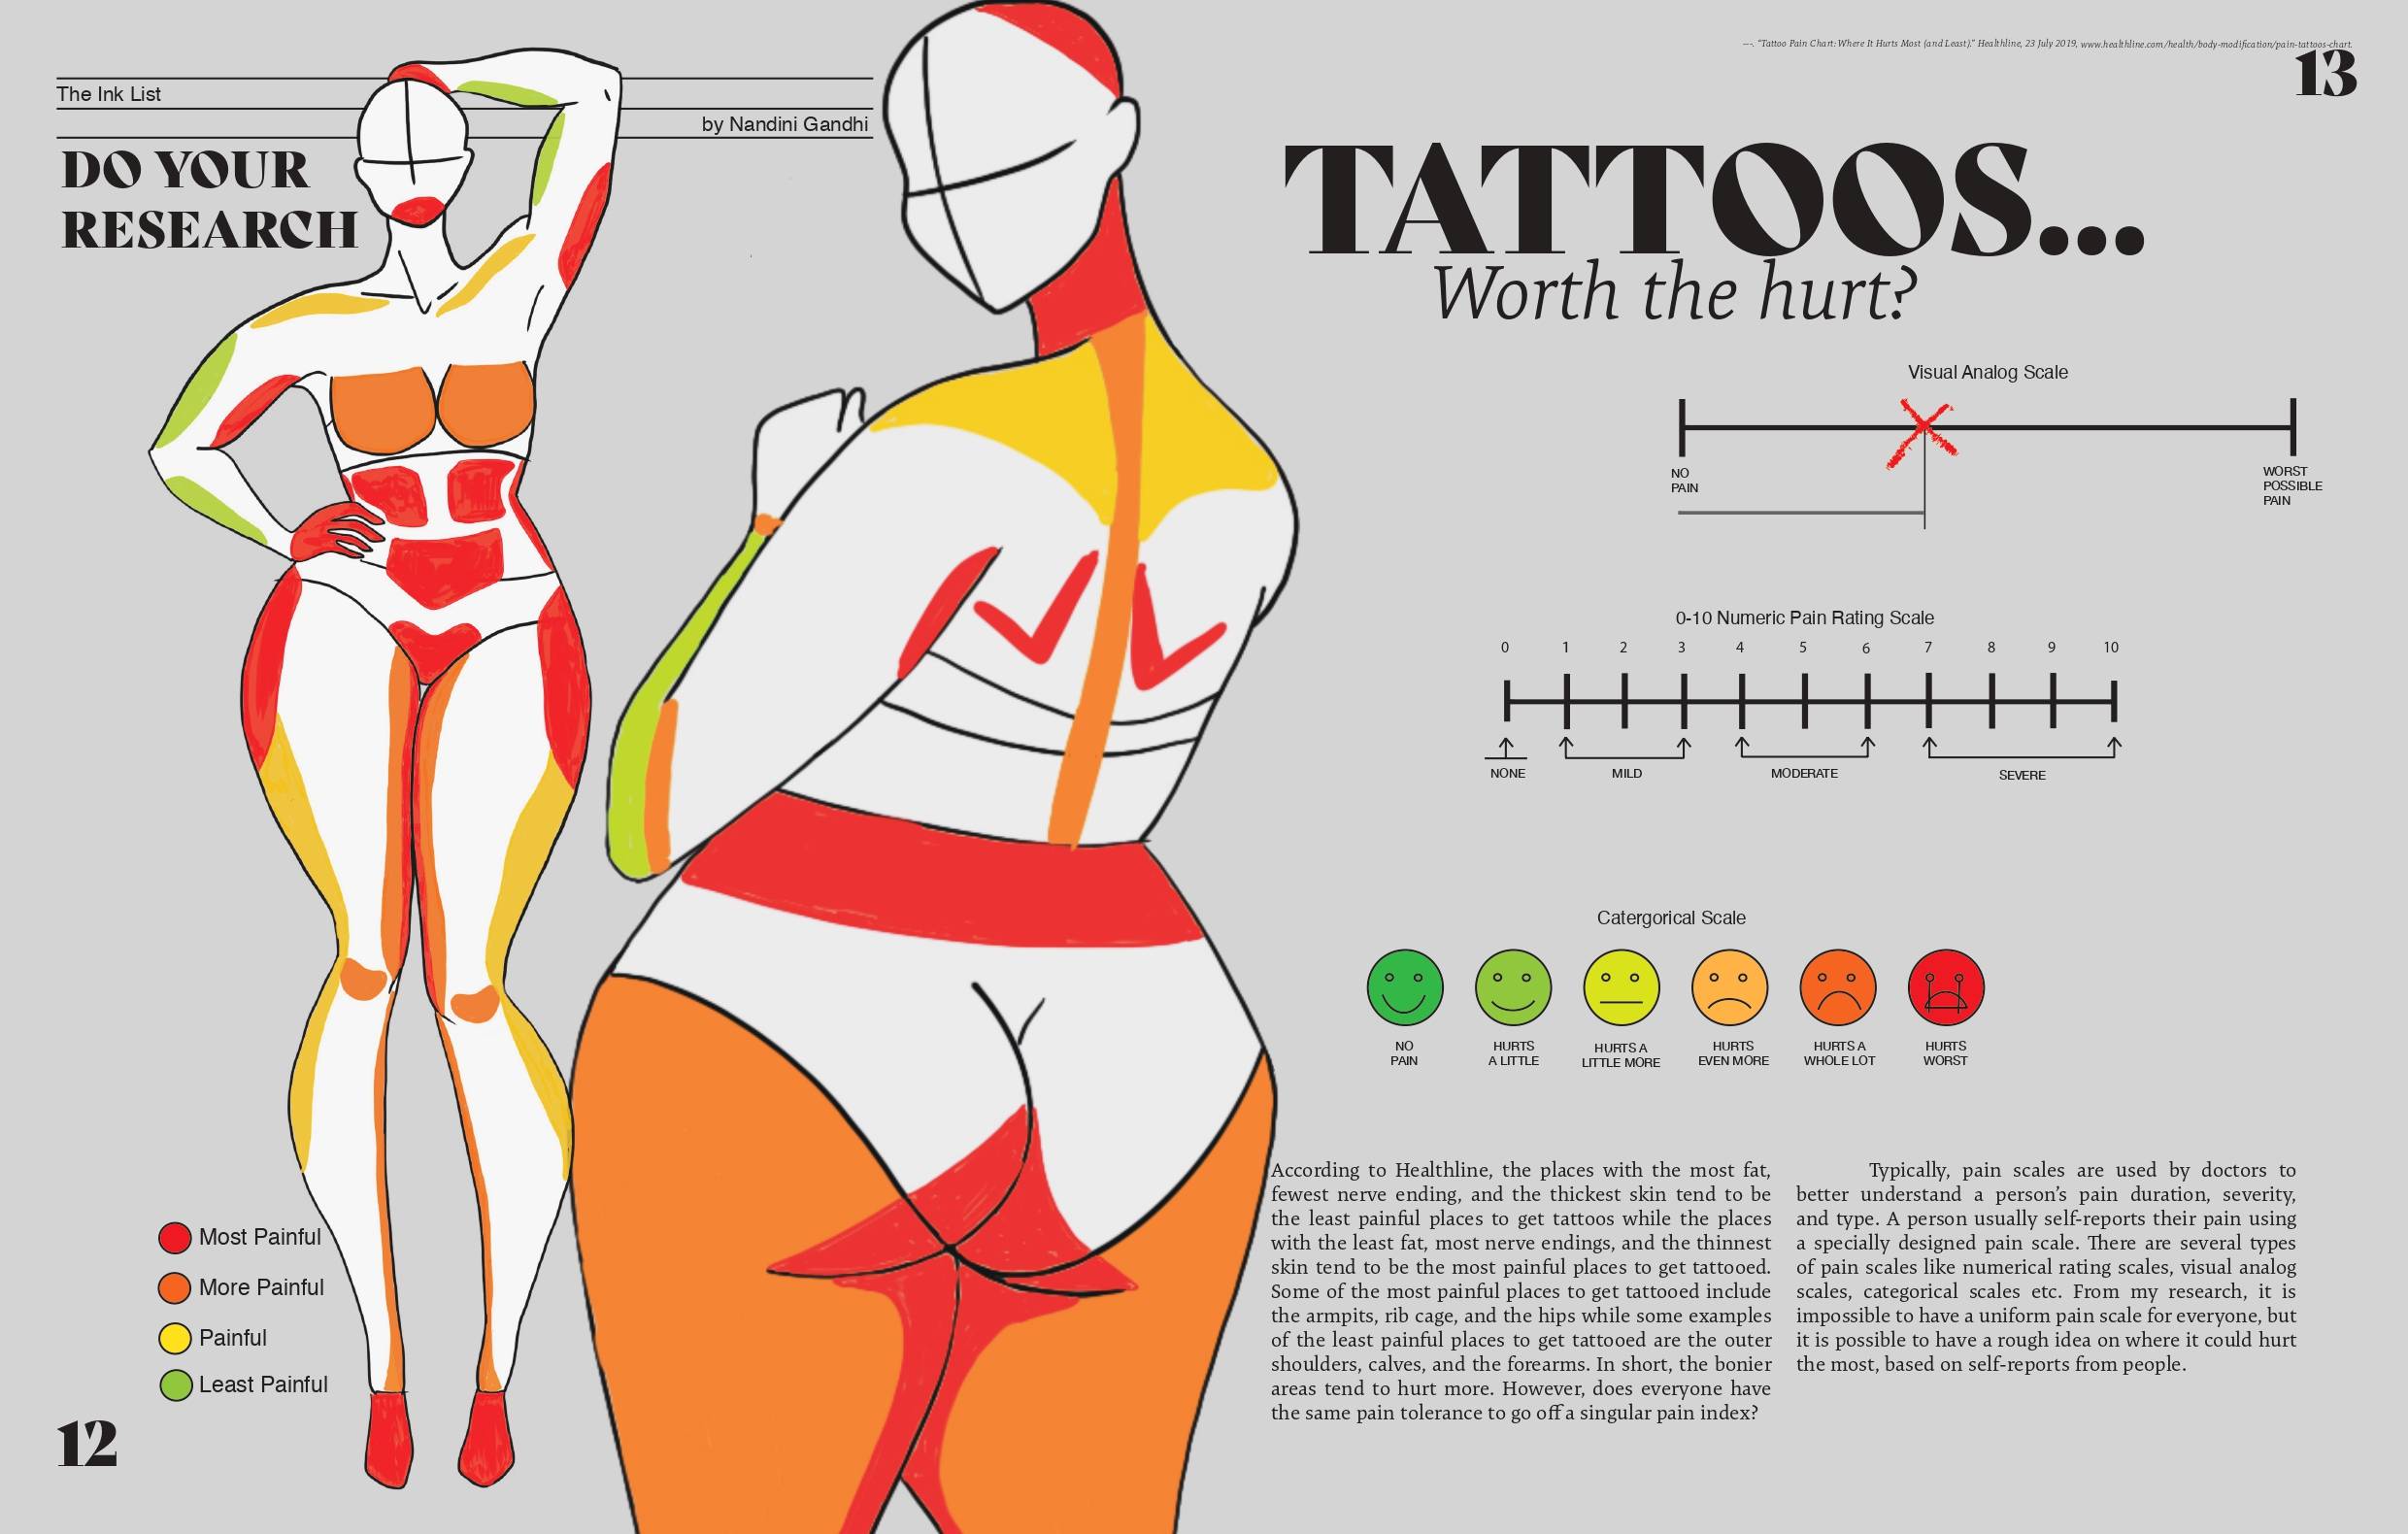 The Ink List
by Nandini Gandhi
DO YOUR
RESEARCH
Most Painful
More Painful
Painful
Least Painful
12
---. "Tattoo Pain Chart: Where It Hurts Most (and Least)." Healthline, 23 July 2019, www.healthline.com/health/body-modification/pain-tattoos-chart.
13
TATTOOS...
Worth the hurt?
Visual Analog Scale
NO
PAIN
WORST
POSSIBLE
PAIN
0-10 Numeric Pain Rating Scale
0 1 2 3 4 5 6 7 8 9 10
NONE MILD MODERATE SEVERE
Catergorical Scale
NO
PAIN
HURTS
A LITTLE
HURTS A
LITTLE MORE
HURTS
EVEN MORE
HURTS A
WHOLE LOT
HURTS
WORST
According to Healthline, the places with the most fat,
fewest nerve ending, and the thickest skin tend to be
the least painful places to get tattoos while the places
with the least fat, most nerve endings, and the thinnest
skin tend to be the most painful places to get tattooed.
Some of the most painful places to get tattooed include
the armpits, rib cage, and the hips while some examples
of the least painful places to get tattooed are the outer
shoulders, calves, and the forearms. In short, the bonier
areas tend to hurt more. However, does everyone have
the same pain tolerance to go off a singular pain index?
Typically, pain scales are used by doctors to
better understand a person's pain duration, severity,
and type. A person usually self-reports their pain using
a specially designed pain scale. There are several types
of pain scales like numerical rating scales, visual analog
scales, categorical scales etc. From my research, it is
impossible to have a uniform pain scale for everyone, but
it is possible to have a rough idea on where it could hurt
the most, based on self-reports from people.